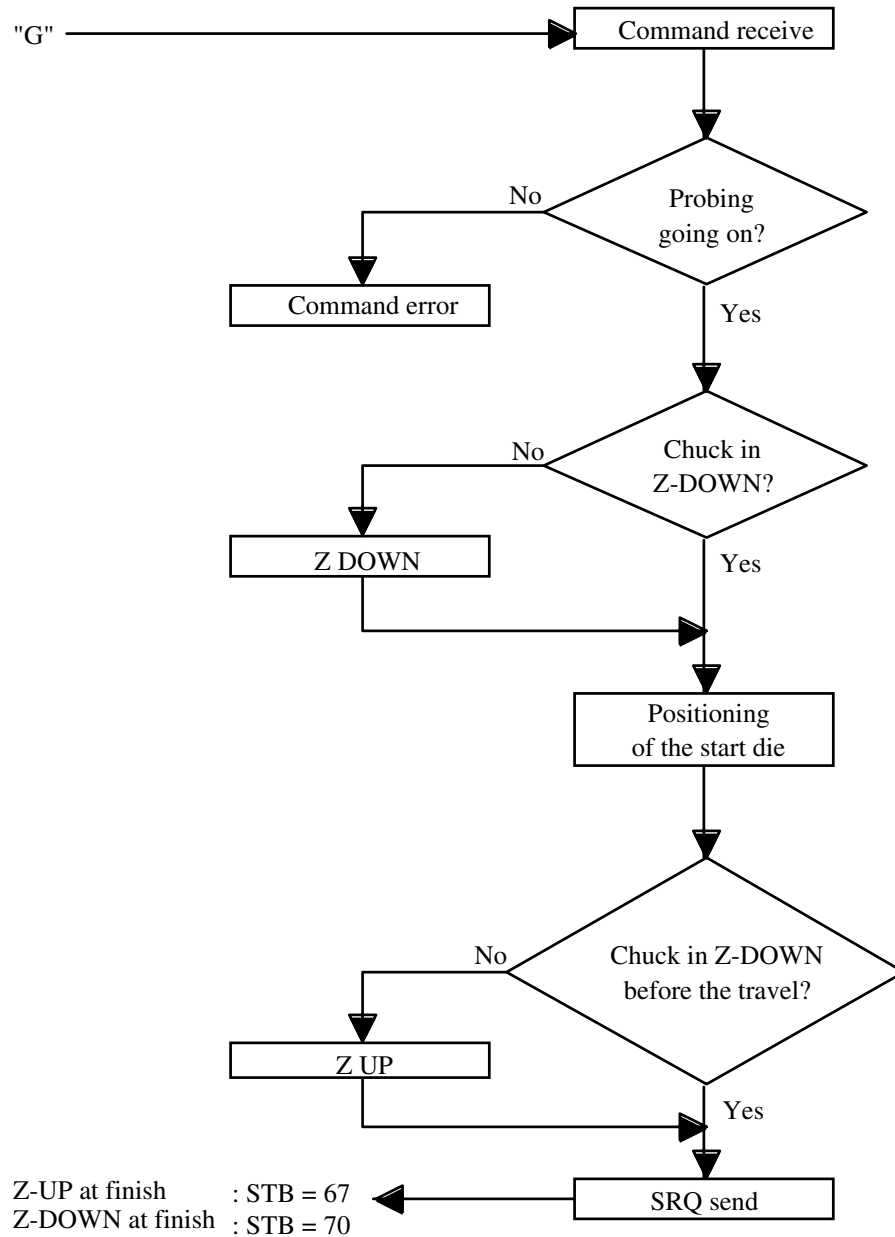 "G"
Command receive
Probing
going on?
No
Command error
Yes
Chuck in
Z-DOWN?
No
Z DOWN
Yes
Positioning
of the start die
Chuck in Z-DOWN
before the travel?
No
Z UP
Yes
SRQ send
Z-UP at finish : STB = 67
Z-DOWN at finish : STB = 70